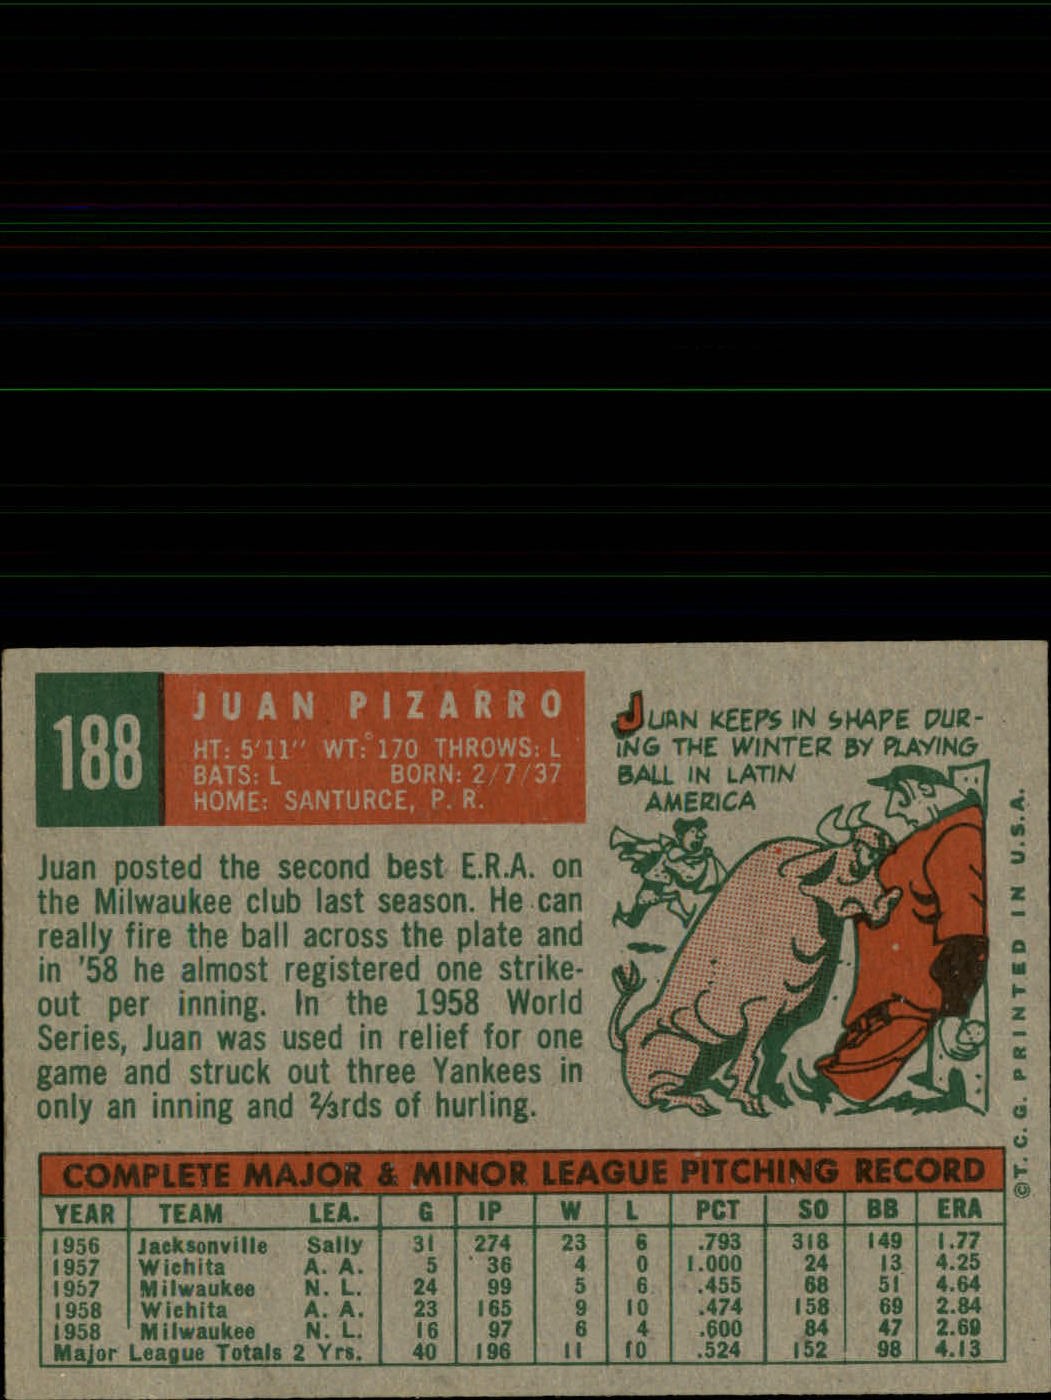 188
JUAN PIZARRO
HT: 5'11" WT: 170 THROWS: L
BATS: L BORN: 2/7/37
HOME: SANTURCE, P. R.
JUAN KEEPS IN SHAPE DUR-
ING THE WINTER BY PLAYING
BALL IN LATIN
AMERICA
Juan posted the second best E.R.A. on
the Milwaukee club last season. He can
really fire the ball across the plate and
in '58 he almost registered one strike-
out per inning. In the 1958 World
Series, Juan was used in relief for one
game and struck out three Yankees in
only an inning and ⅔rds of hurling.
©T. C. G. PRINTED IN U.S.A.
COMPLETE MAJOR & MINOR LEAGUE PITCHING RECORD
YEAR TEAM LEA. G IP W L PCT SO BB ERA
1956 Jacksonville Sally 31 274 23 6 .793 318 149 1.77
1957 Wichita A. A. 5 36 4 0 1.000 24 13 4.25
1957 Milwaukee N. L. 24 99 5 6 .455 68 51 4.64
1958 Wichita A. A. 23 165 9 10 .474 158 69 2.84
1958 Milwaukee N. L. 16 97 6 4 .600 84 47 2.69
Major League Totals 2 Yrs. 40 196 11 10 .524 152 98 4.13